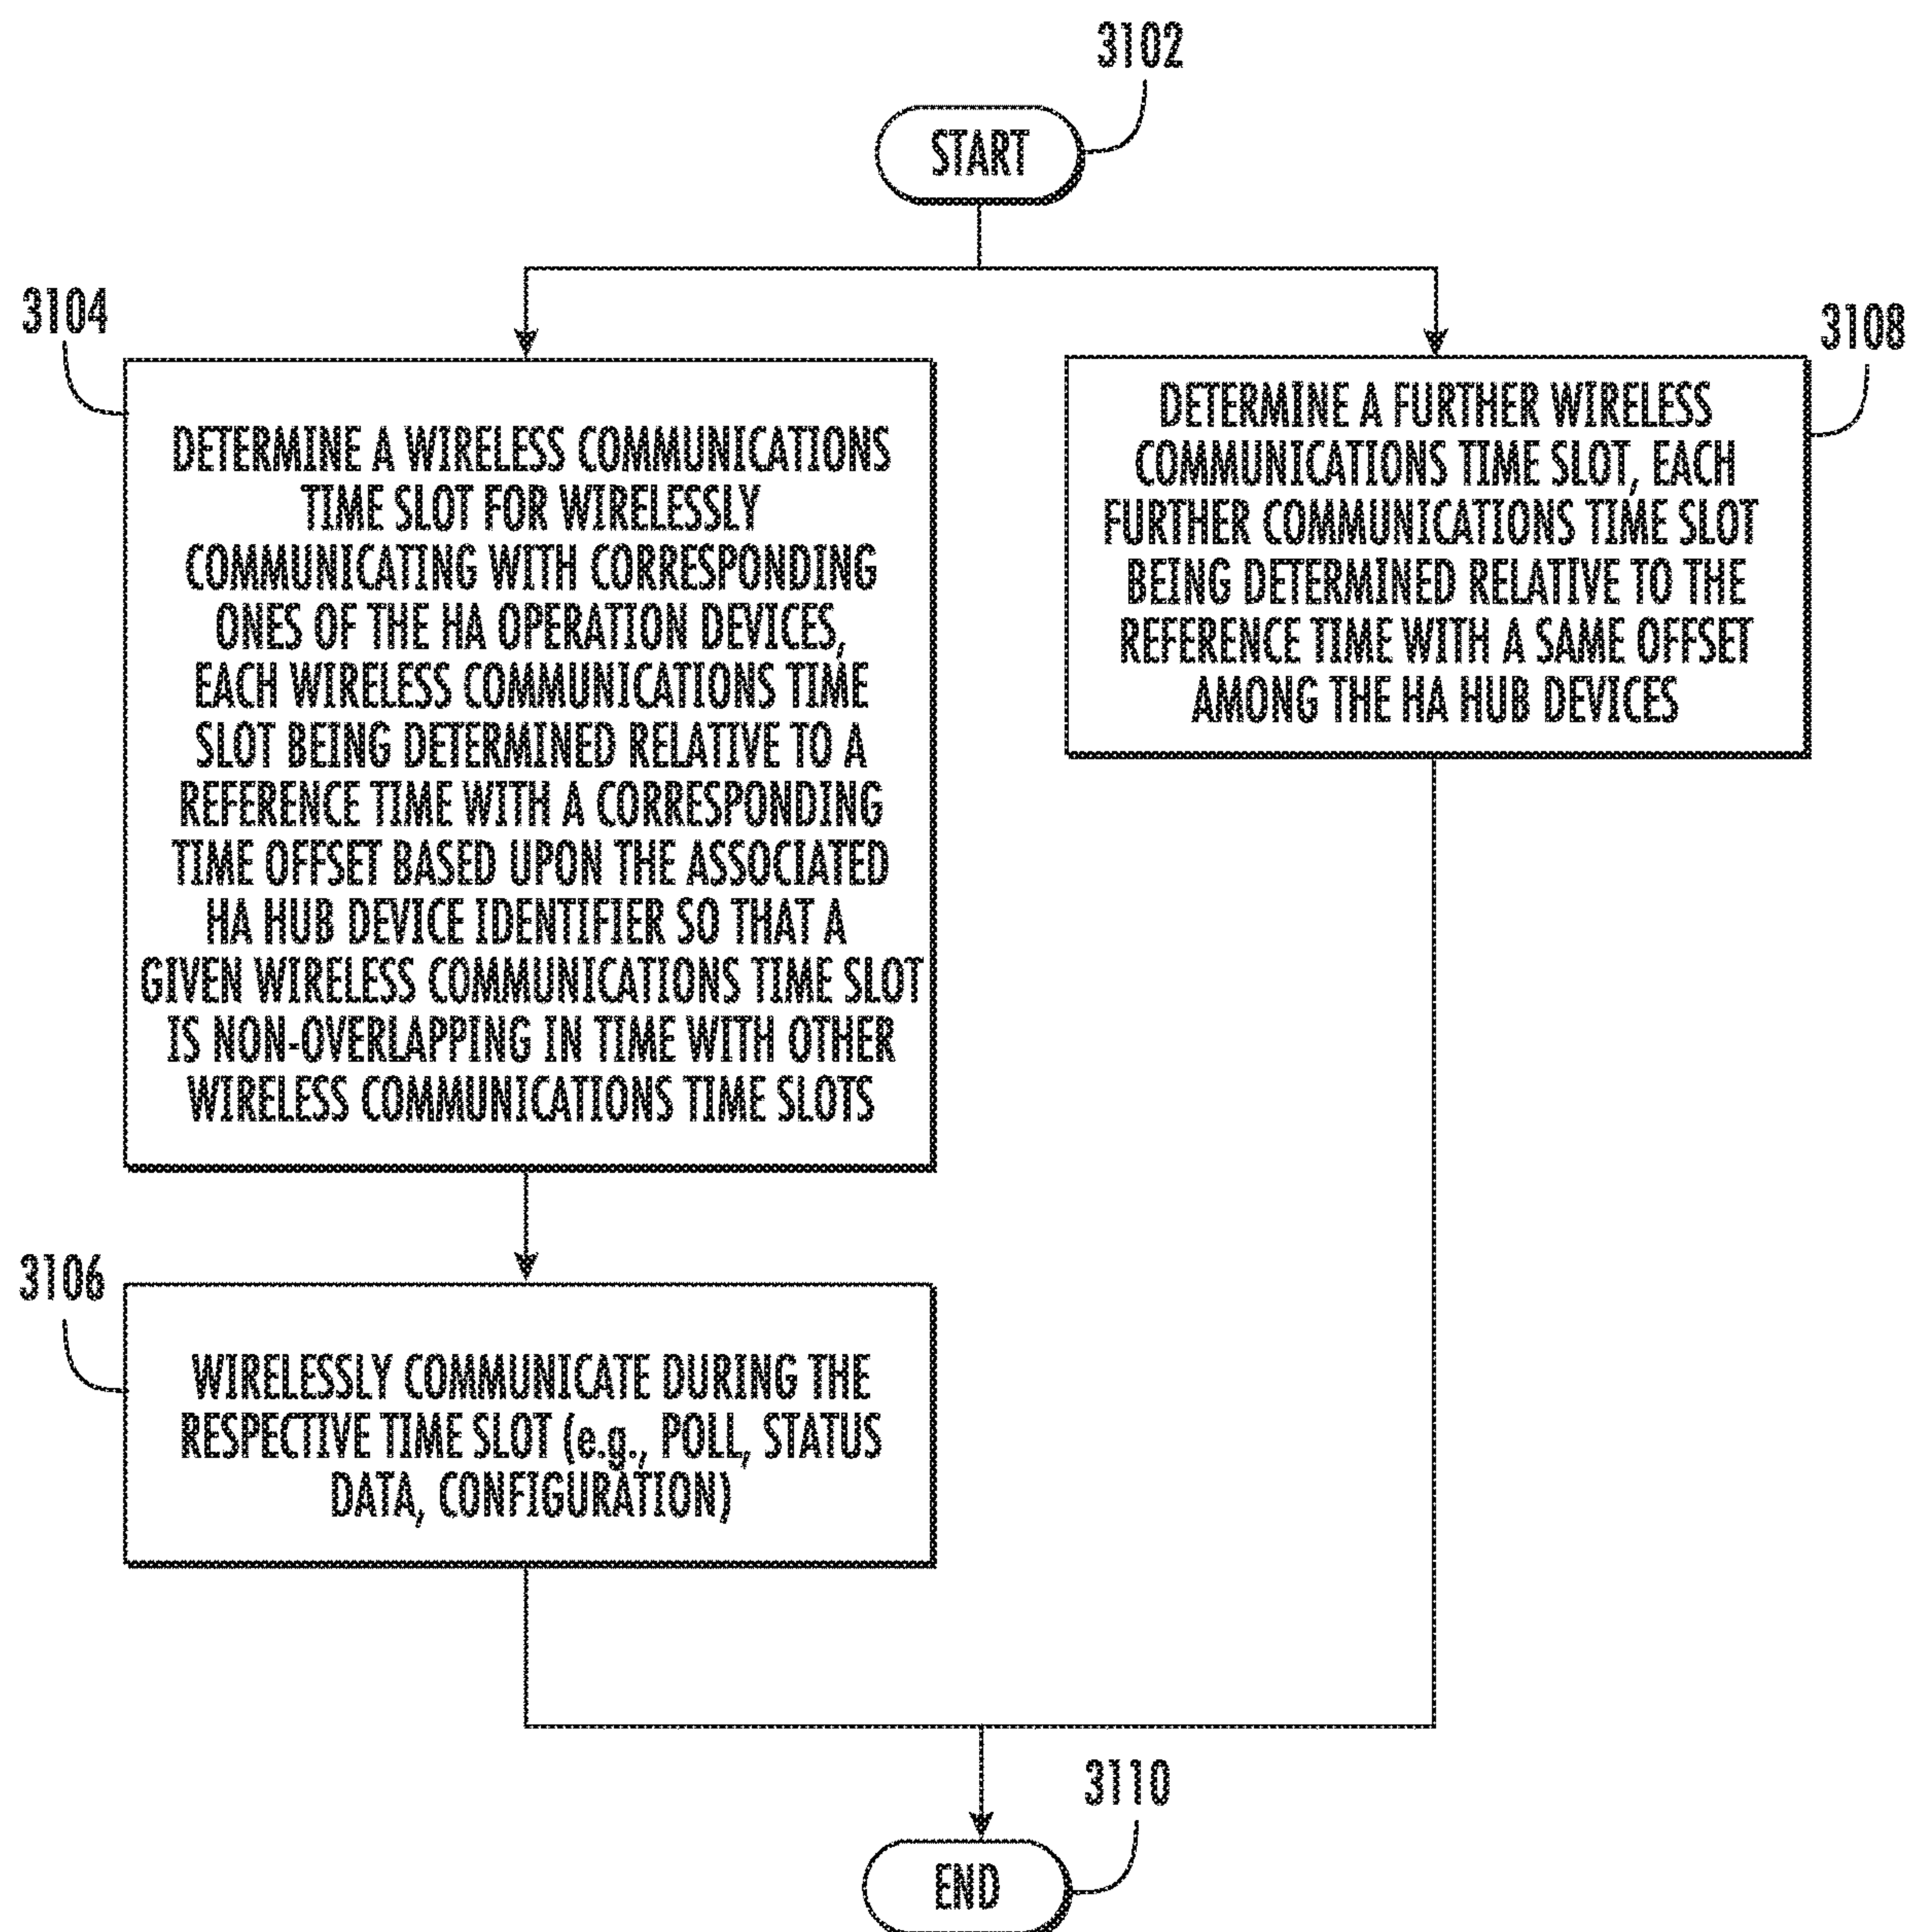 3102
START
3104
DETERMINE A WIRELESS COMMUNICATIONS
TIME SLOT FOR WIRELESSLY
COMMUNICATING WITH CORRESPONDING
ONES OF THE HA OPERATION DEVICES,
EACH WIRELESS COMMUNICATIONS TIME
SLOT BEING DETERMINED RELATIVE TO A
REFERENCE TIME WITH A CORRESPONDING
TIME OFFSET BASED UPON THE ASSOCIATED
HA HUB DEVICE IDENTIFIER SO THAT A
GIVEN WIRELESS COMMUNICATIONS TIME SLOT
IS NON-OVERLAPPING IN TIME WITH OTHER
WIRELESS COMMUNICATIONS TIME SLOTS
3108
DETERMINE A FURTHER WIRELESS
COMMUNICATIONS TIME SLOT, EACH
FURTHER COMMUNICATIONS TIME SLOT
BEING DETERMINED RELATIVE TO THE
REFERENCE TIME WITH A SAME OFFSET
AMONG THE HA HUB DEVICES
3106
WIRELESSLY COMMUNICATE DURING THE
RESPECTIVE TIME SLOT (e.g., POLL, STATUS
DATA, CONFIGURATION)
3110
END